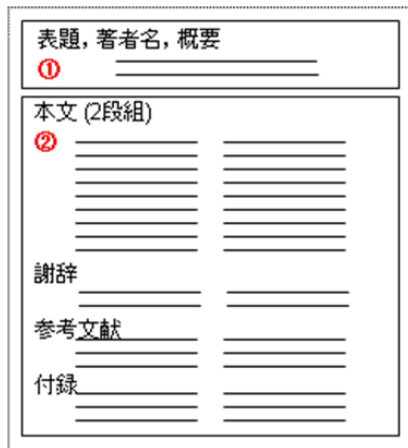 表題, 著者名, 概要
①
本文 (2段組)
②
謝辞
参考文献
付録